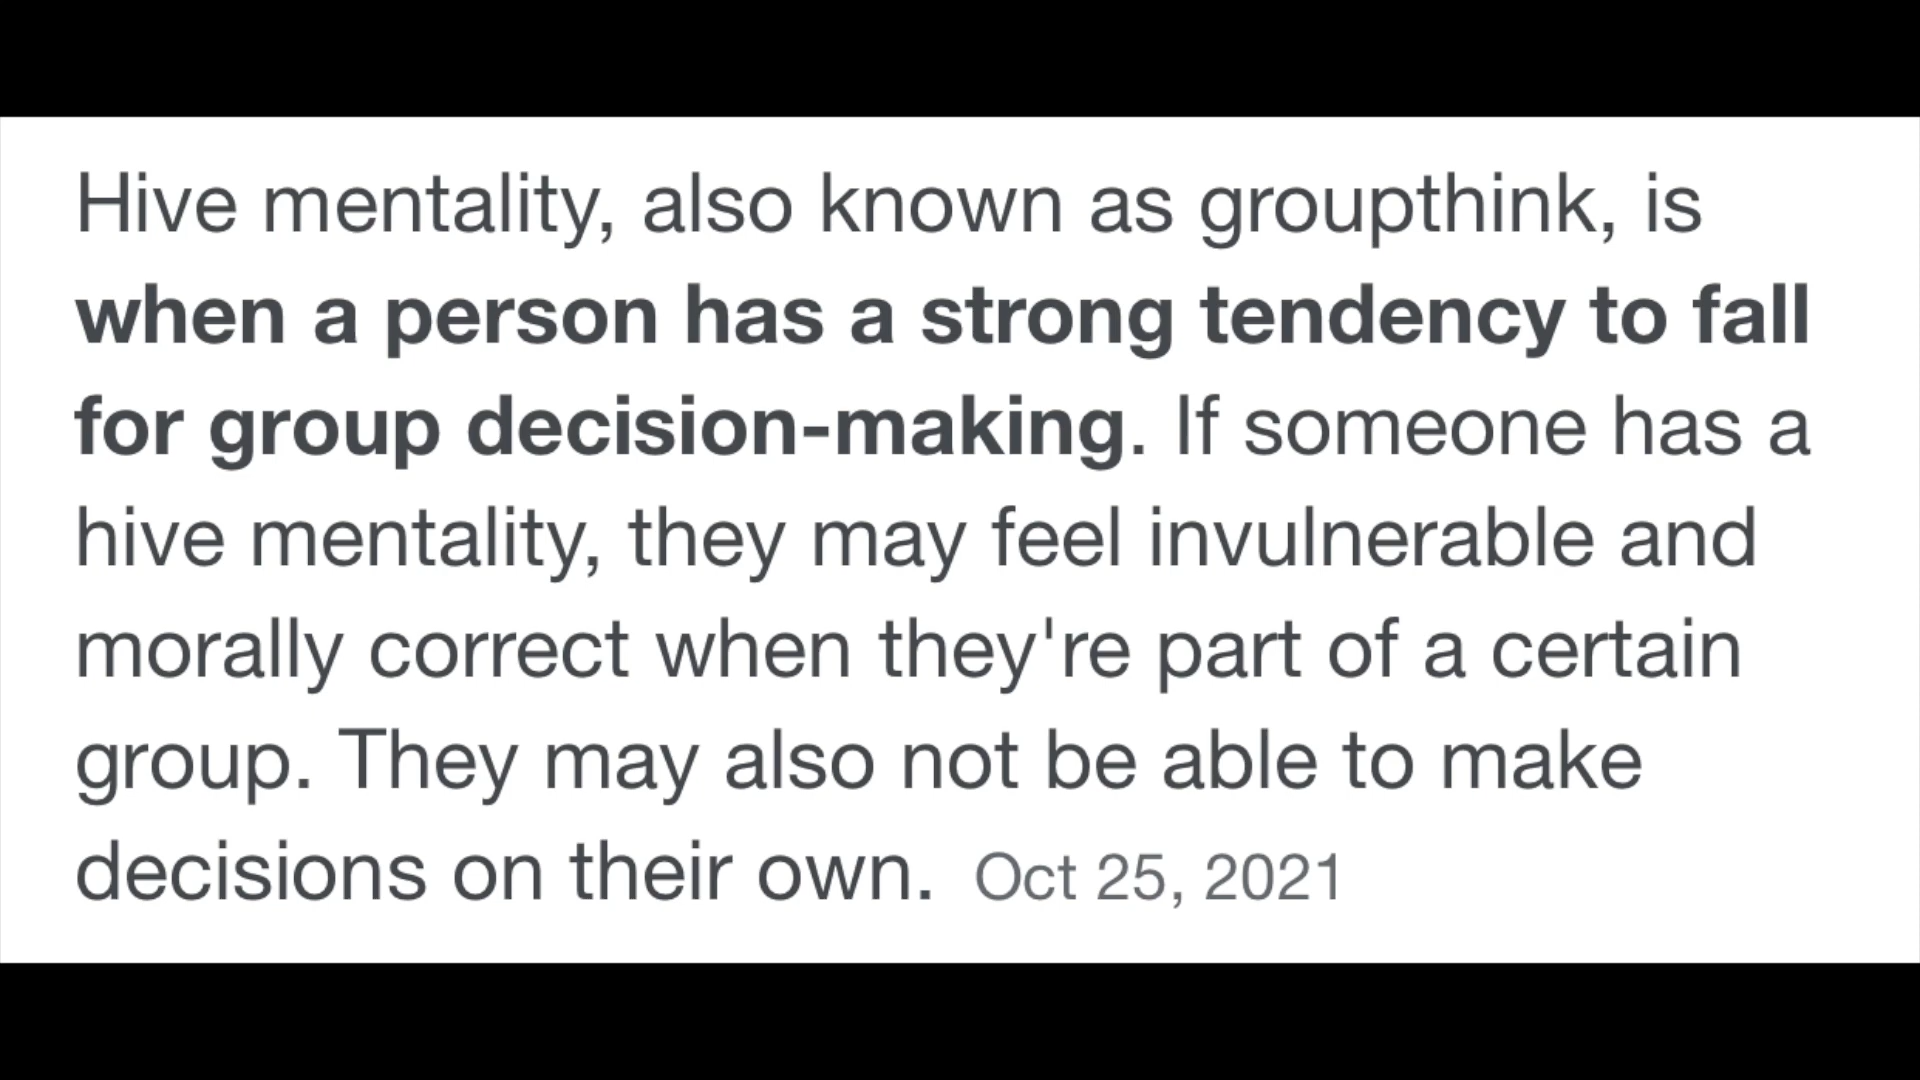 Hive mentality, also known as groupthink, is
when a person has a strong tendency to fall
for group decision-making. If someone has a
hive mentality, they may feel invulnerable and
morally correct when they're part of a certain
group. They may also not be able to make
decisions on their own. Oct 25, 2021